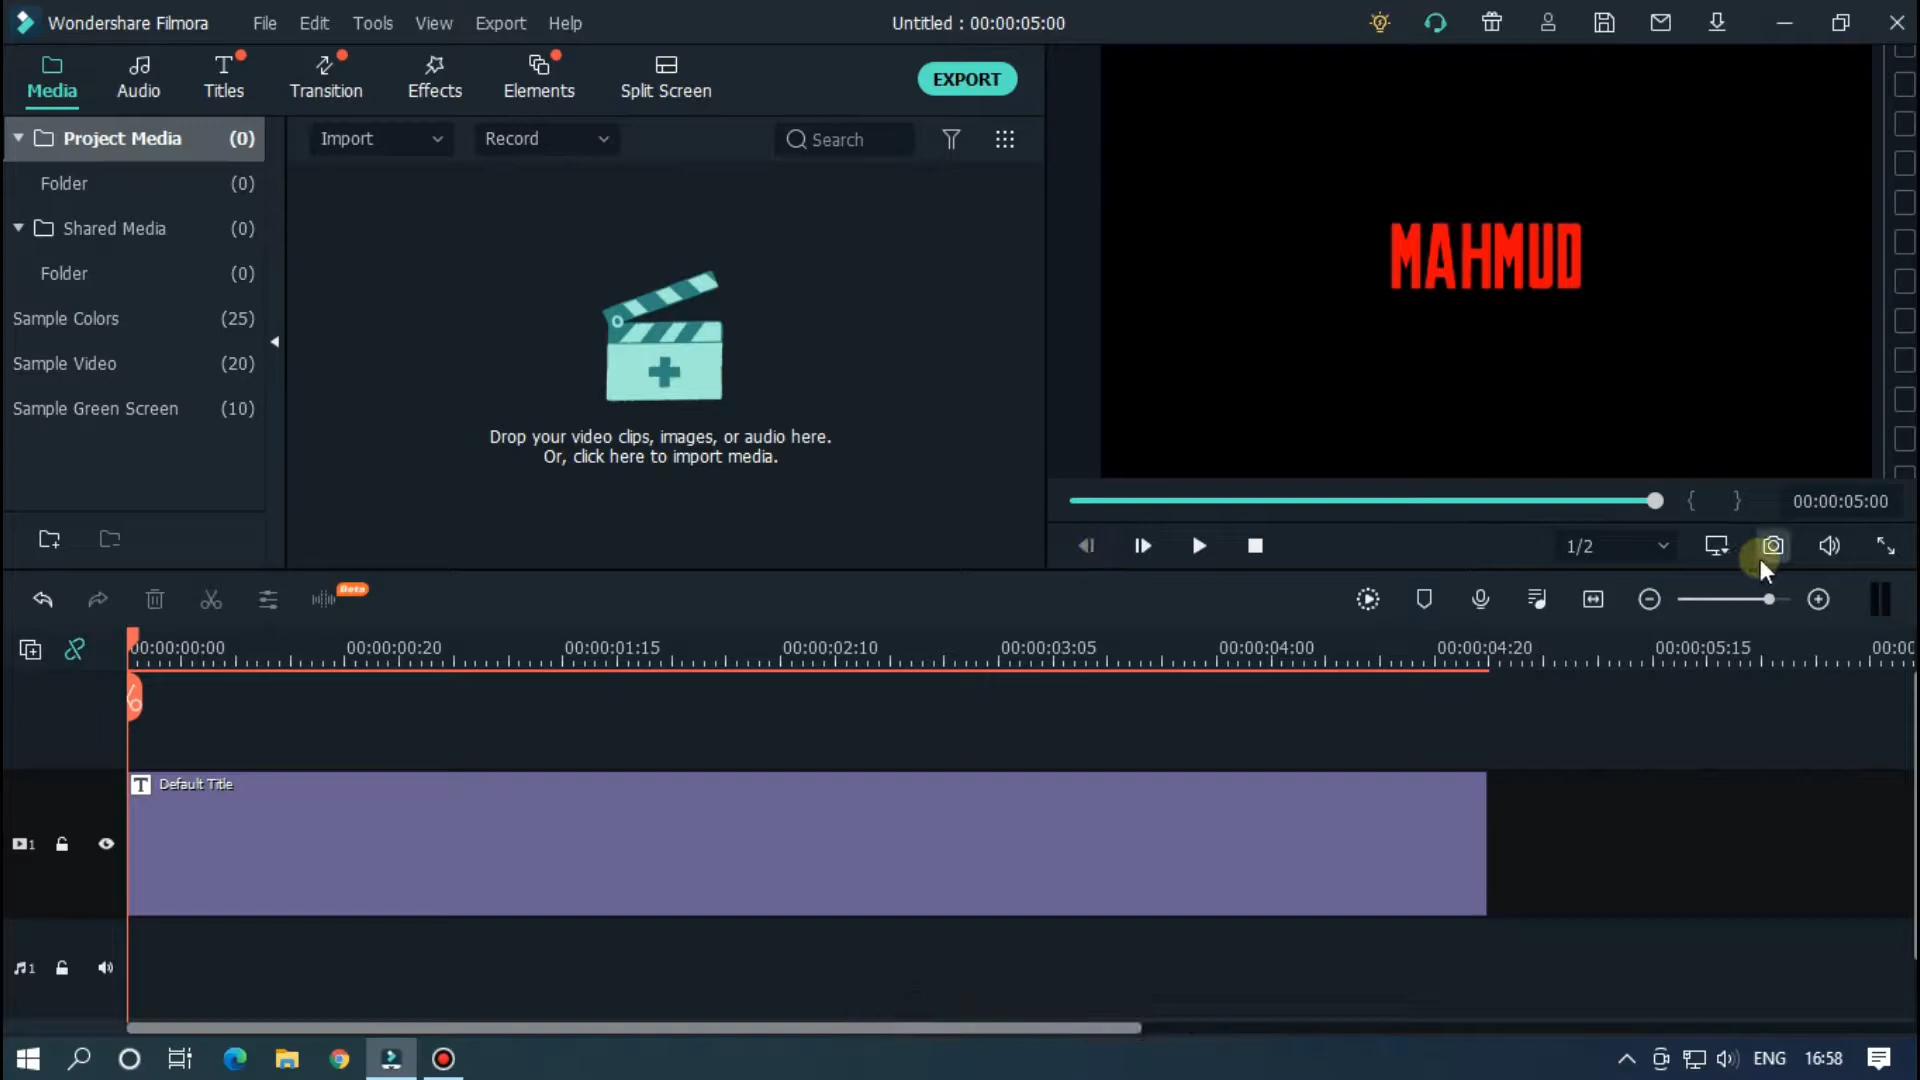 Wondershare Filmora File Edit Tools View Export Help Untitled : 00:00:05:00
Media Audio Titles Transition Effects Elements Split Screen EXPORT
Project Media (0)
Folder (0)
Shared Media (0)
Folder (0)
Sample Colors (25)
Sample Video (20)
Sample Green Screen (10)
Import Record Search
Drop your video clips, images, or audio here.
Or, click here to import media.
MAHMUD
{ } 00:00:05:00
1/2
Beta
00:00:00:00 00:00:00:20 00:00:01:15 00:00:02:10 00:00:03:05 00:00:04:00 00:00:04:20 00:00:05:15 00:00
T Default Title
1
1
ENG 16:58